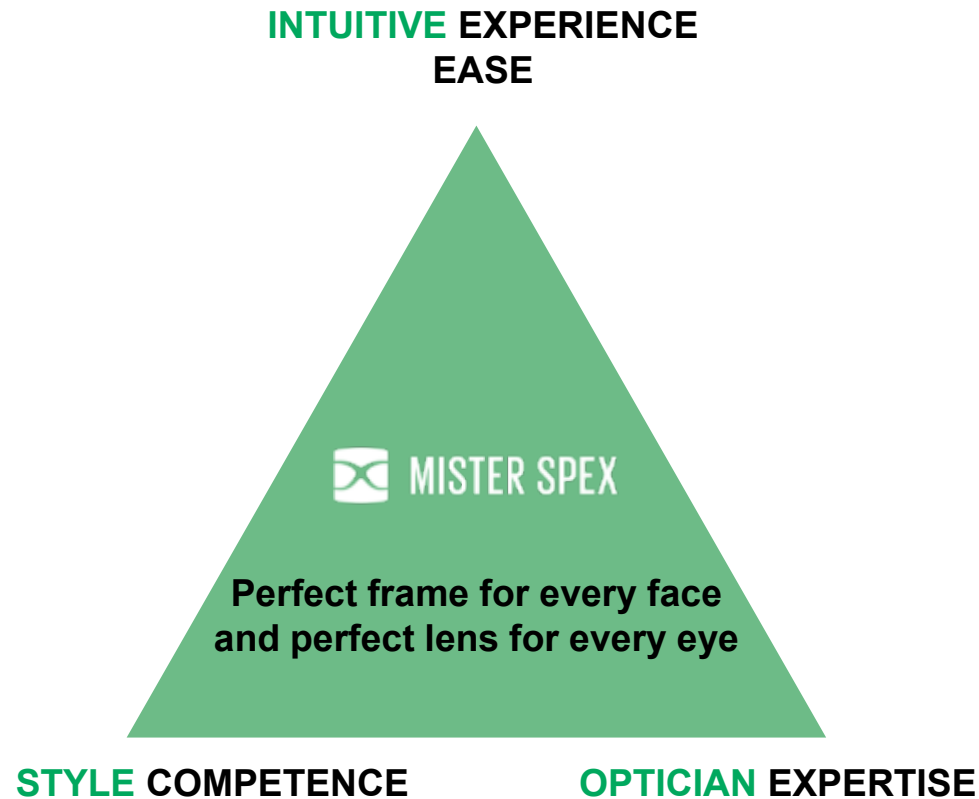 INTUITIVE EXPERIENCE
EASE
MISTER SPEX
Perfect frame for every face
and perfect lens for every eye
STYLE COMPETENCE
OPTICIAN EXPERTISE